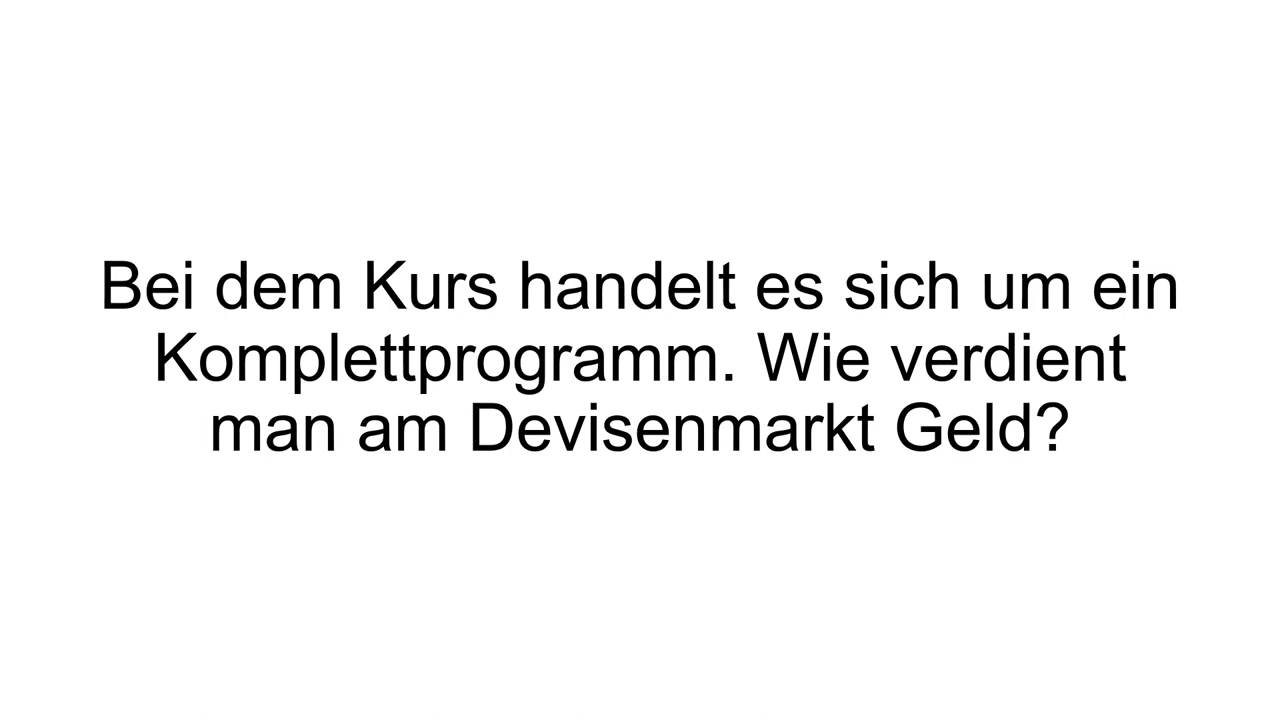 Bei dem Kurs handelt es sich um ein
Komplettprogramm. Wie verdient
man am Devisenmarkt Geld?